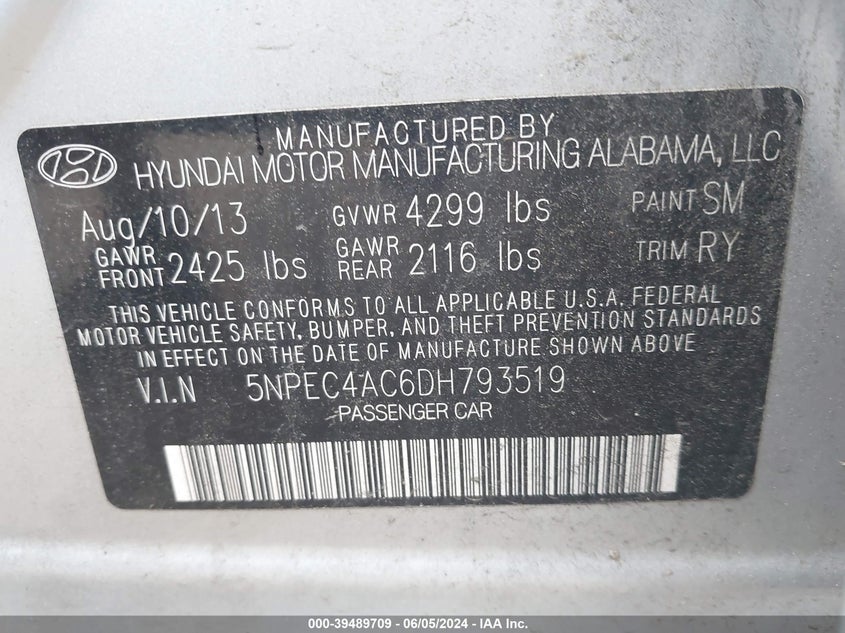 MANUFACTURED BY
HYUNDAI MOTOR MANUFACTURING ALABAMA, LLC
Aug/10/13 GVWR 4299 lbs PAINT SM
GAWR FRONT 2425 lbs GAWR REAR 2116 lbs TRIM RY
THIS VEHICLE CONFORMS TO ALL APPLICABLE U.S.A. FEDERAL
MOTOR VEHICLE SAFETY, BUMPER, AND THEFT PREVENTION STANDARDS
IN EFFECT ON THE DATE OF MANUFACTURE SHOWN ABOVE
V.I.N 5NPEC4AC6DH793519
PASSENGER CAR
000-39489709 - 06/05/2024 - © IAA, Inc.